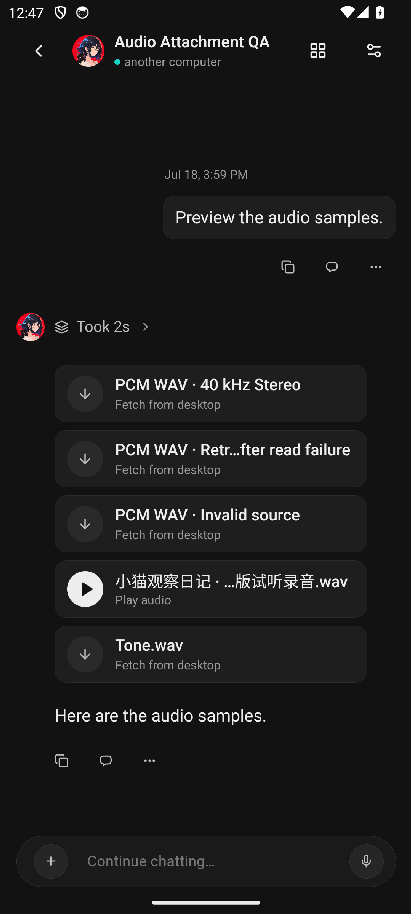 12:47
Audio Attachment QA
another computer
Jul 18, 3:59 PM
Preview the audio samples.
Took 2s
PCM WAV · 40 kHz Stereo
Fetch from desktop
PCM WAV · Retr…fter read failure
Fetch from desktop
PCM WAV · Invalid source
Fetch from desktop
小猫观察日记 · …版试听录音.wav
Play audio
Tone.wav
Fetch from desktop
Here are the audio samples.
Continue chatting…